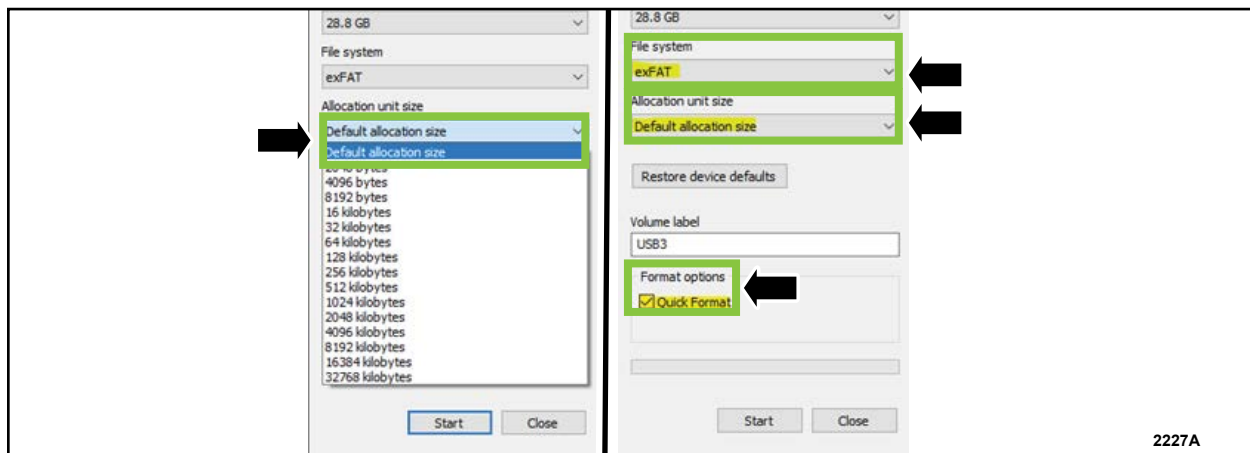 28.8 GB
File system
exFAT
Allocation unit size
Default allocation size
Default allocation size
2048 bytes
4096 bytes
8192 bytes
16 kilobytes
32 kilobytes
64 kilobytes
128 kilobytes
256 kilobytes
512 kilobytes
1024 kilobytes
2048 kilobytes
4096 kilobytes
8192 kilobytes
16384 kilobytes
32768 kilobytes
Start Close
28.8 GB
File system
exFAT
Allocation unit size
Default allocation size
Restore device defaults
Volume label
USB3
Format options
Quick Format
Start Close
2227A